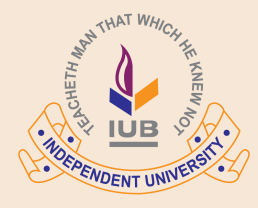 TEACHETH MAN THAT WHICH HE KNEW NOT
IUB
• INDEPENDENT UNIVERSITY •